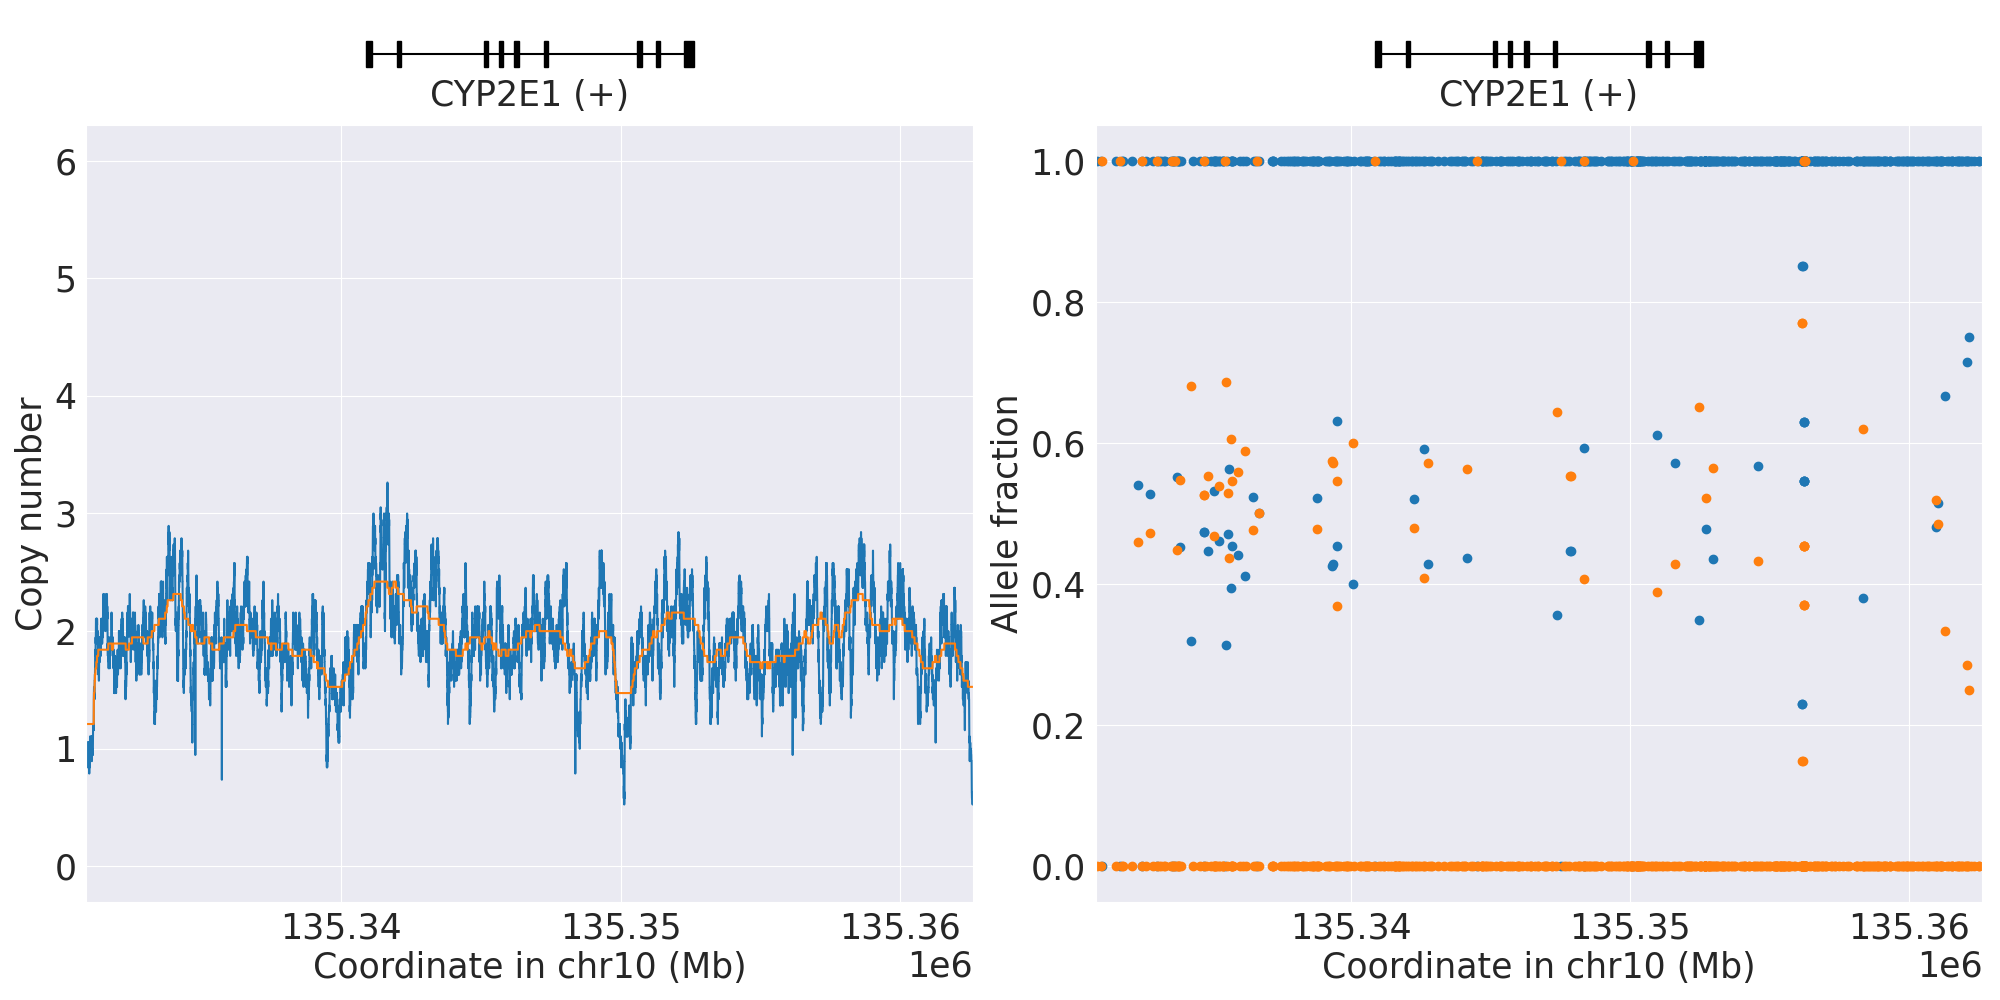 CYP2E1 (+)
6
5
4
3
2
1
0
Copy number
135.34 135.35 135.36
Coordinate in chr10 (Mb)
1e6
CYP2E1 (+)
1.0
0.8
0.6
0.4
0.2
0.0
Allele fraction
135.34 135.35 135.36
Coordinate in chr10 (Mb)
1e6